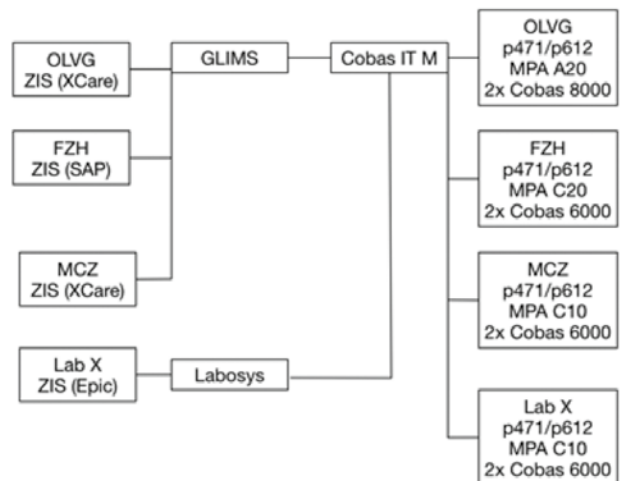 OLVG
ZIS (XCare)
GLIMS
Cobas IT M
OLVG
p471/p612
MPA A20
2x Cobas 8000
FZH
ZIS (SAP)
FZH
p471/p612
MPA C20
2x Cobas 6000
MCZ
ZIS (XCare)
MCZ
p471/p612
MPA C10
2x Cobas 6000
Lab X
ZIS (Epic)
Labosys
Lab X
p471/p612
MPA C10
2x Cobas 6000